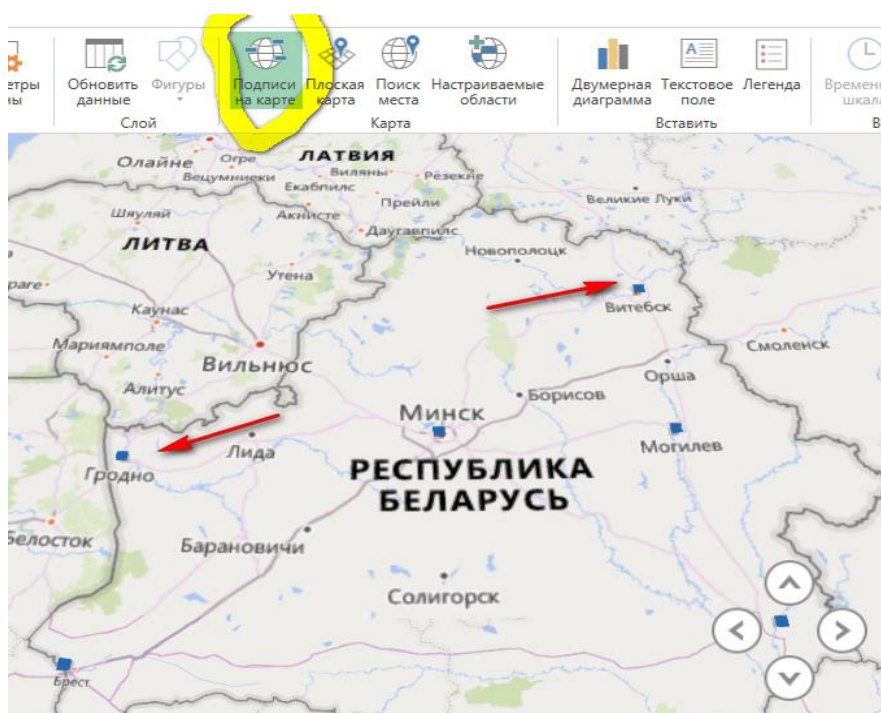 етры
ны
Обновить
данные
Фигуры
Подписи
на карте
Плоская
карта
Поиск
места
Настраиваемые
области
Двумерная
диаграмма
Текстовое
поле
Легенда
Слой
Карта
Вставить
В
Олайне
Огре
ЛАТВИЯ
Вецумниеки
Виляны
Резекне
Екабпилс
Прейли
Великие Луки
Шяуляй
Акнисте
Даугавпилс
ЛИТВА
Новополоцк
Утена
раге
Каунас
Витебск
Мариямполе
Вильнюс
Смоленск
Алитус
Орша
Борисов
Минск
Лида
Могилев
Гродно
РЕСПУБЛИКА
БЕЛАРУСЬ
Белосток
Барановичи
Солигорск
Брест